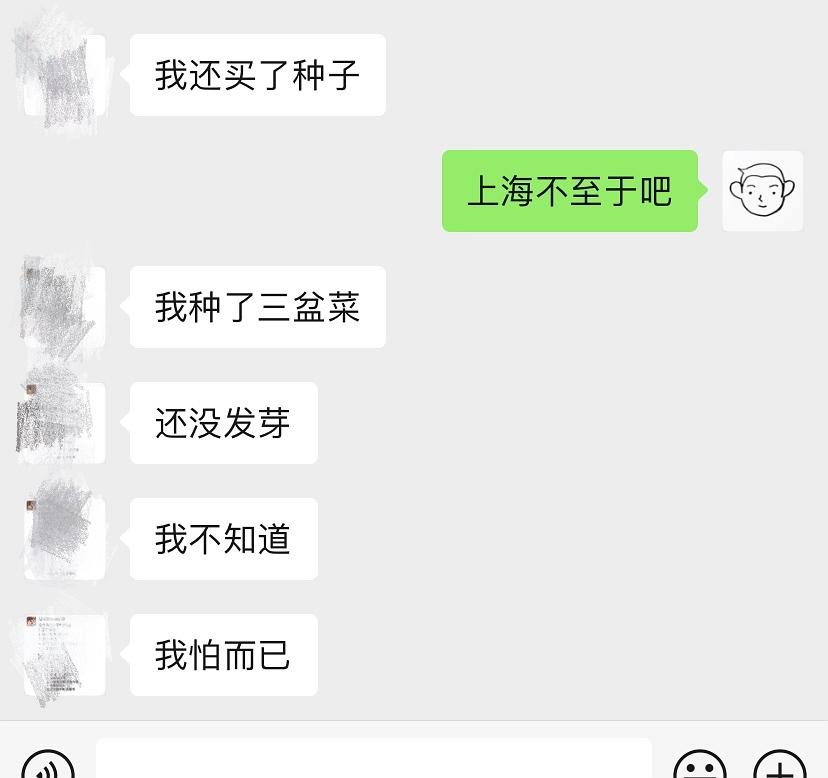 我还买了种子
上海不至于吧
我种了三盆菜
还没发芽
我不知道
我怕而已